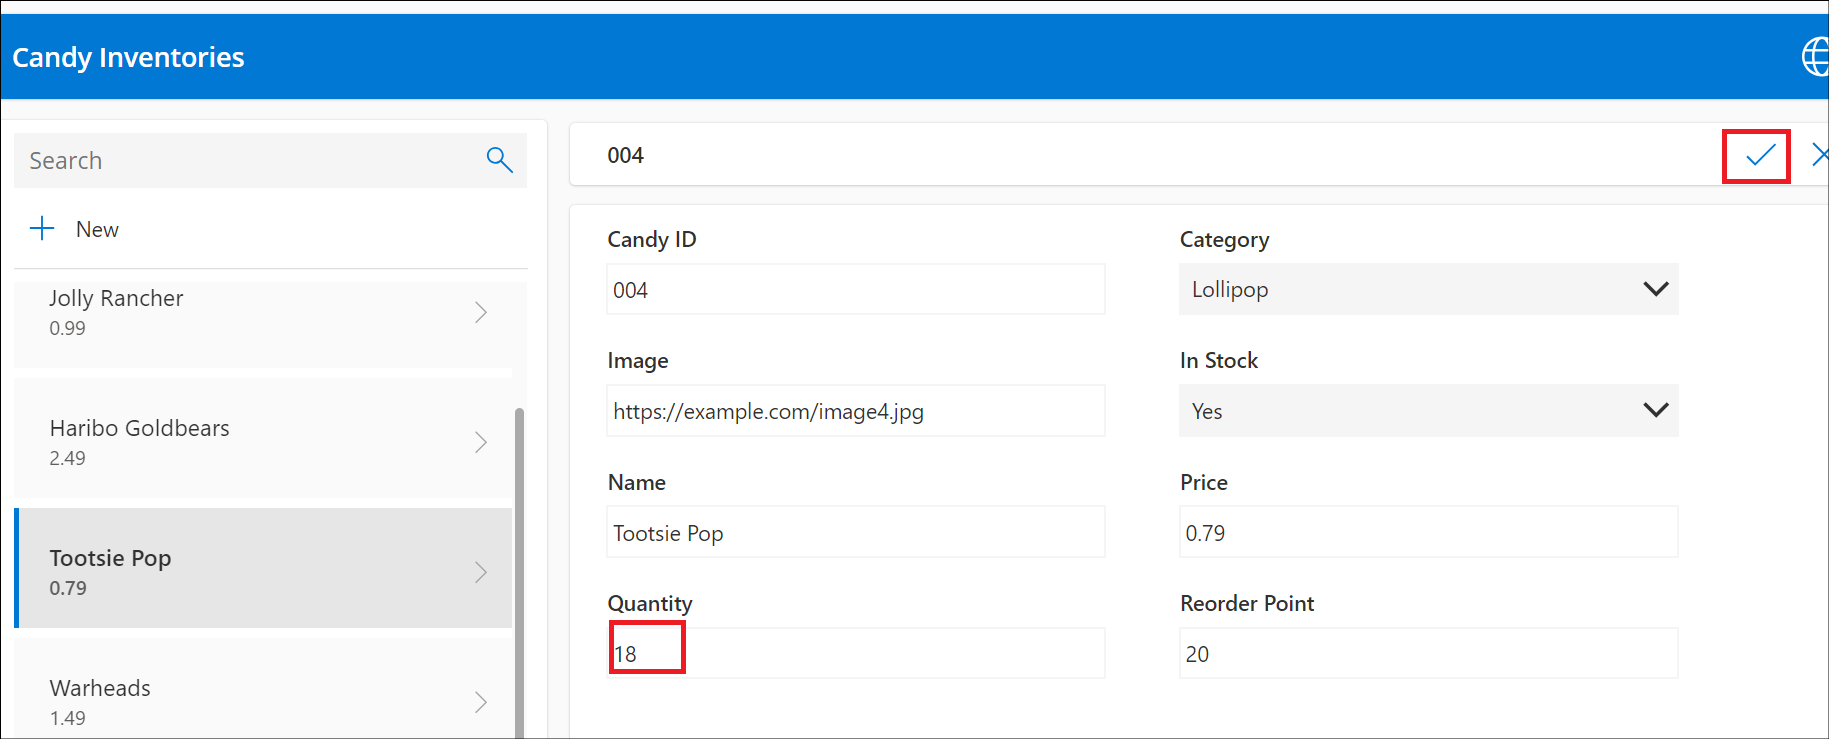 Candy Inventories
Search
New
Jolly Rancher
0.99
Haribo Goldbears
2.49
Tootsie Pop
0.79
Warheads
1.49
004
Candy ID
004
Category
Lollipop
Image
https://example.com/image4.jpg
In Stock
Yes
Name
Tootsie Pop
Price
0.79
Quantity
18
Reorder Point
20